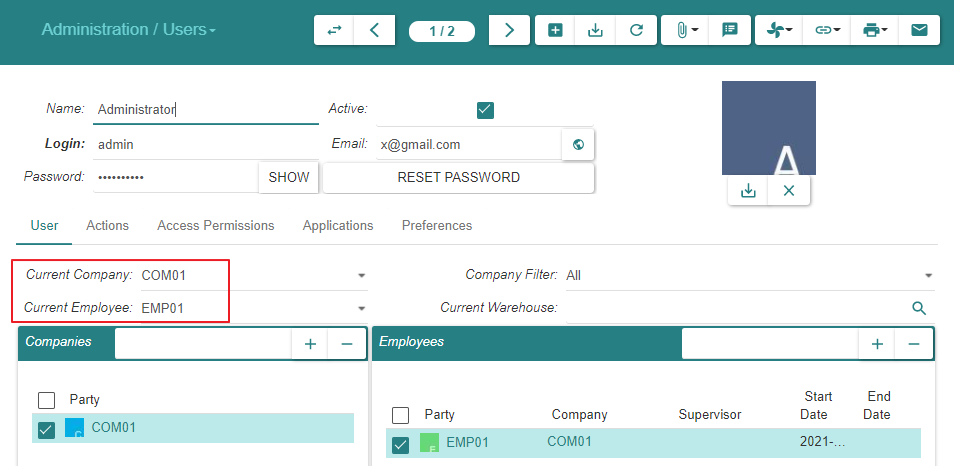 Administration / Users
1 / 2
Name: Administrator Active:
Login: admin Email: x@gmail.com
Password: •••••••••• SHOW RESET PASSWORD
A
User Actions Access Permissions Applications Preferences
Current Company: COM01 Company Filter: All
Current Employee: EMP01 Current Warehouse:
Companies Employees
Party
COM01
Party Company Supervisor Start Date End Date
EMP01 COM01 2021-...